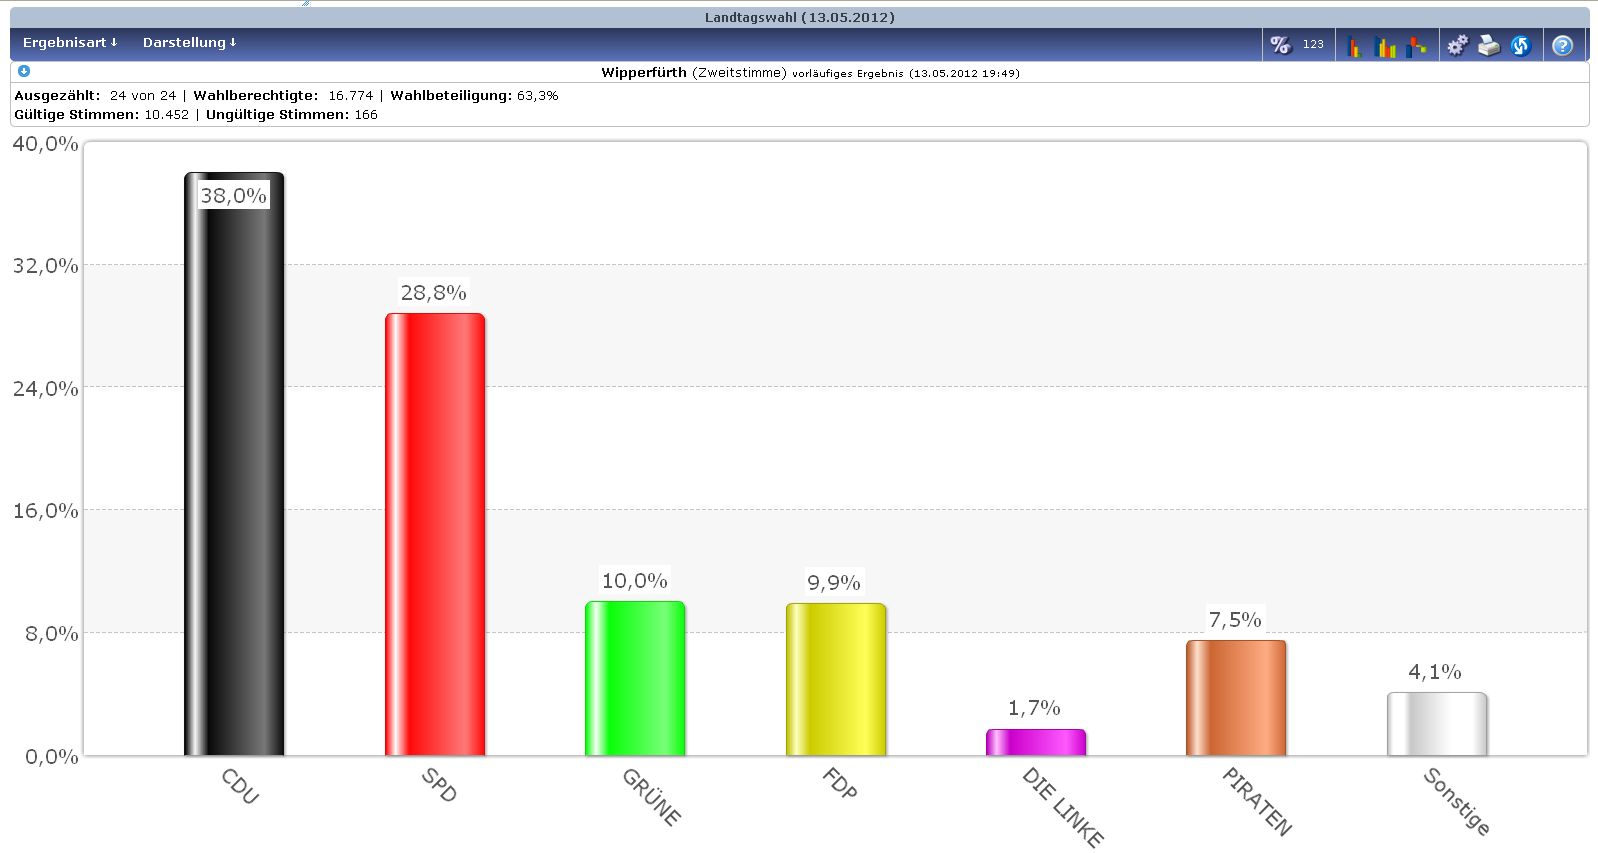 Landtagswahl (13.05.2012)
Ergebnisart ↓ Darstellung ↓ 123
Wipperfürth (Zweitstimme) vorläufiges Ergebnis (13.05.2012 19:49)
Ausgezählt: 24 von 24 | Wahlberechtigte: 16.774 | Wahlbeteiligung: 63,3%
Gültige Stimmen: 10.452 | Ungültige Stimmen: 166
40,0%
38,0%
32,0%
28,8%
24,0%
16,0%
10,0%
9,9%
8,0%
7,5%
4,1%
1,7%
0,0%
CDU
SPD
GRÜNE
FDP
DIE LINKE
PIRATEN
Sonstige